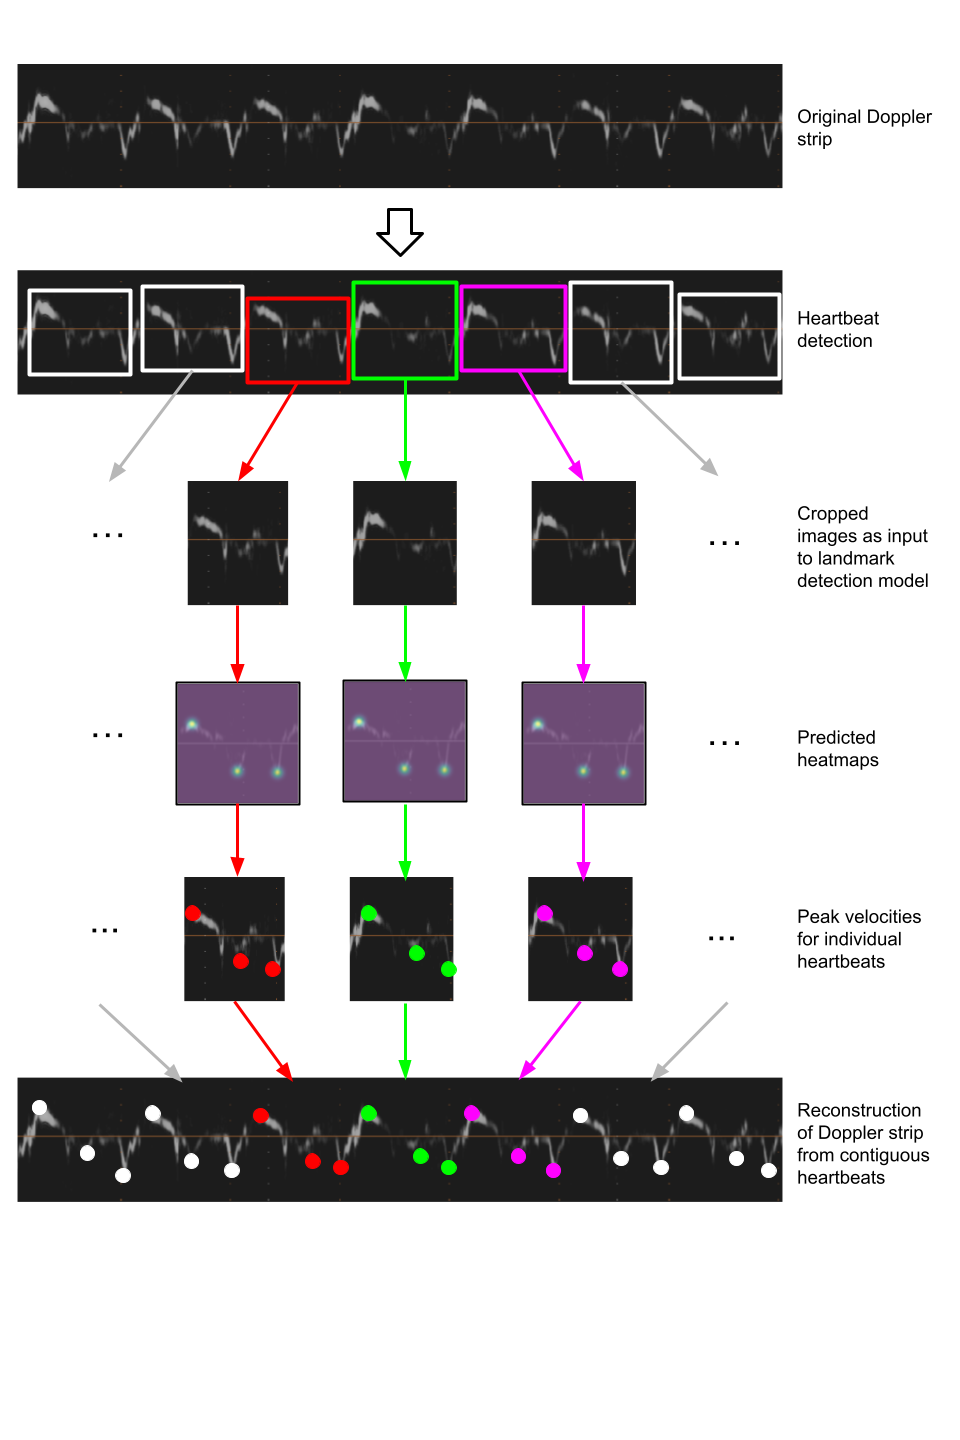 Original Doppler
strip
Heartbeat
detection
Cropped
images as input
to landmark
detection model
...
...
Predicted
heatmaps
...
...
Peak velocities
for individual
heartbeats
...
...
Reconstruction
of Doppler strip
from contiguous
heartbeats